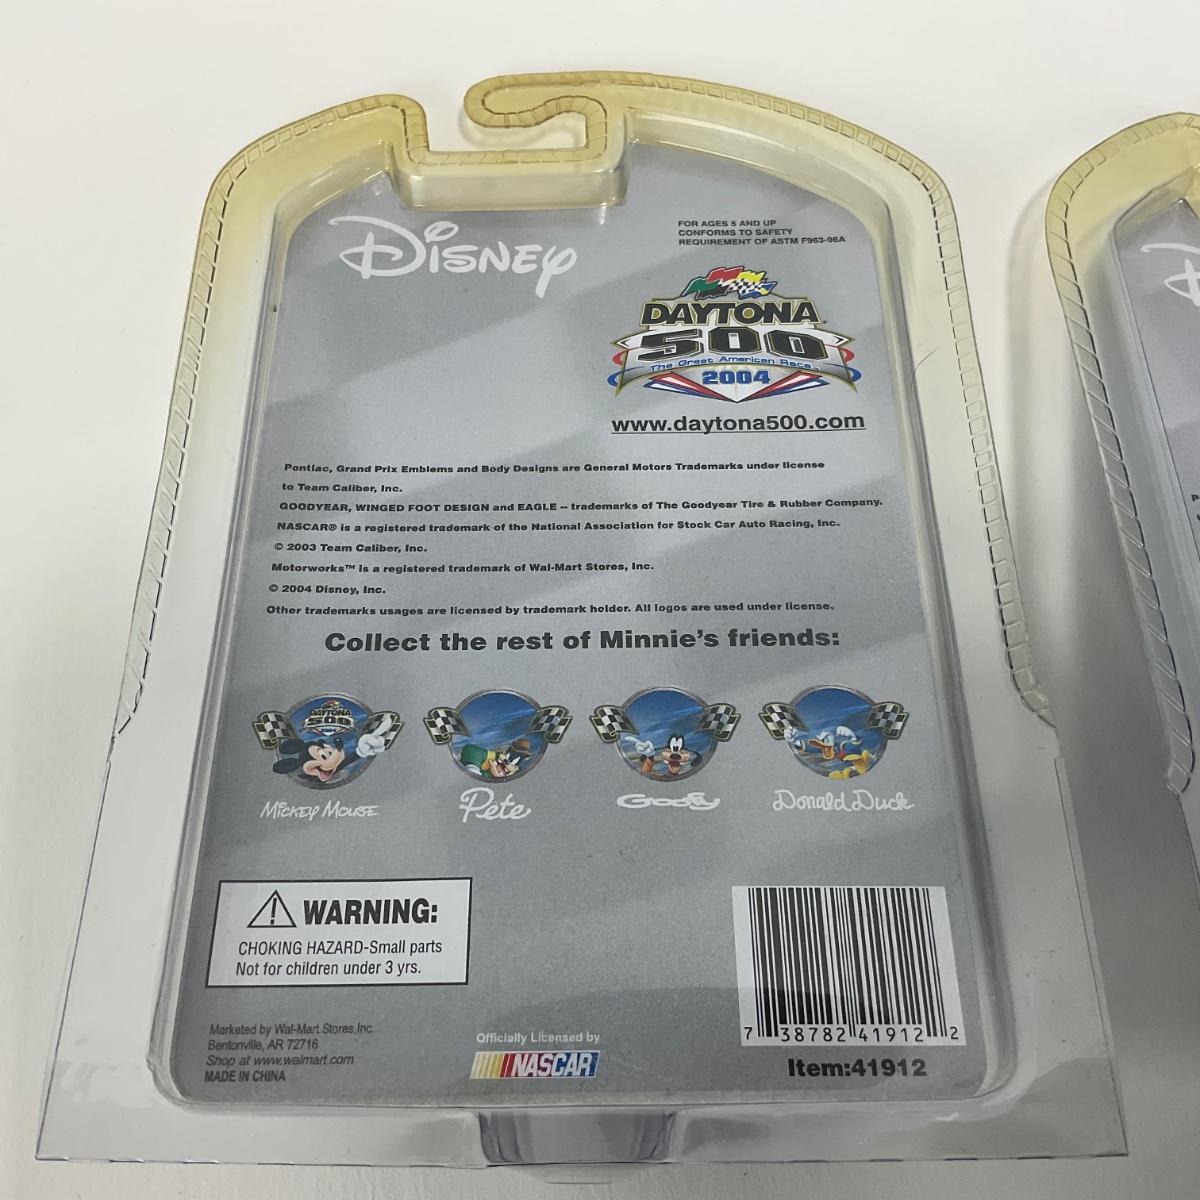 Disney
FOR AGES 5 AND UP
CONFORMS TO SAFETY
REQUIREMENT OF ASTM F963-96A
DAYTONA
500
The Great American Race
2004
www.daytona500.com
Pontiac, Grand Prix Emblems and Body Designs are General Motors Trademarks under license
to Team Caliber, Inc.
GOODYEAR, WINGED FOOT DESIGN and EAGLE -- trademarks of The Goodyear Tire & Rubber Company.
NASCAR® is a registered trademark of the National Association for Stock Car Auto Racing, Inc.
© 2003 Team Caliber, Inc.
Motorworks™ is a registered trademark of Wal-Mart Stores, Inc.
© 2004 Disney, Inc.
Other trademarks usages are licensed by trademark holder. All logos are used under license.
Collect the rest of Minnie's friends:
DAYTONA
500
2004
Mickey Mouse
Pete
Goofy
Donald Duck
WARNING:
CHOKING HAZARD-Small parts
Not for children under 3 yrs.
Marketed by Wal-Mart Stores,Inc.
Bentonville, AR 72716
Shop at www.walmart.com
MADE IN CHINA
Officially Licensed by
NASCAR
7 38782 41912 2
Item:41912